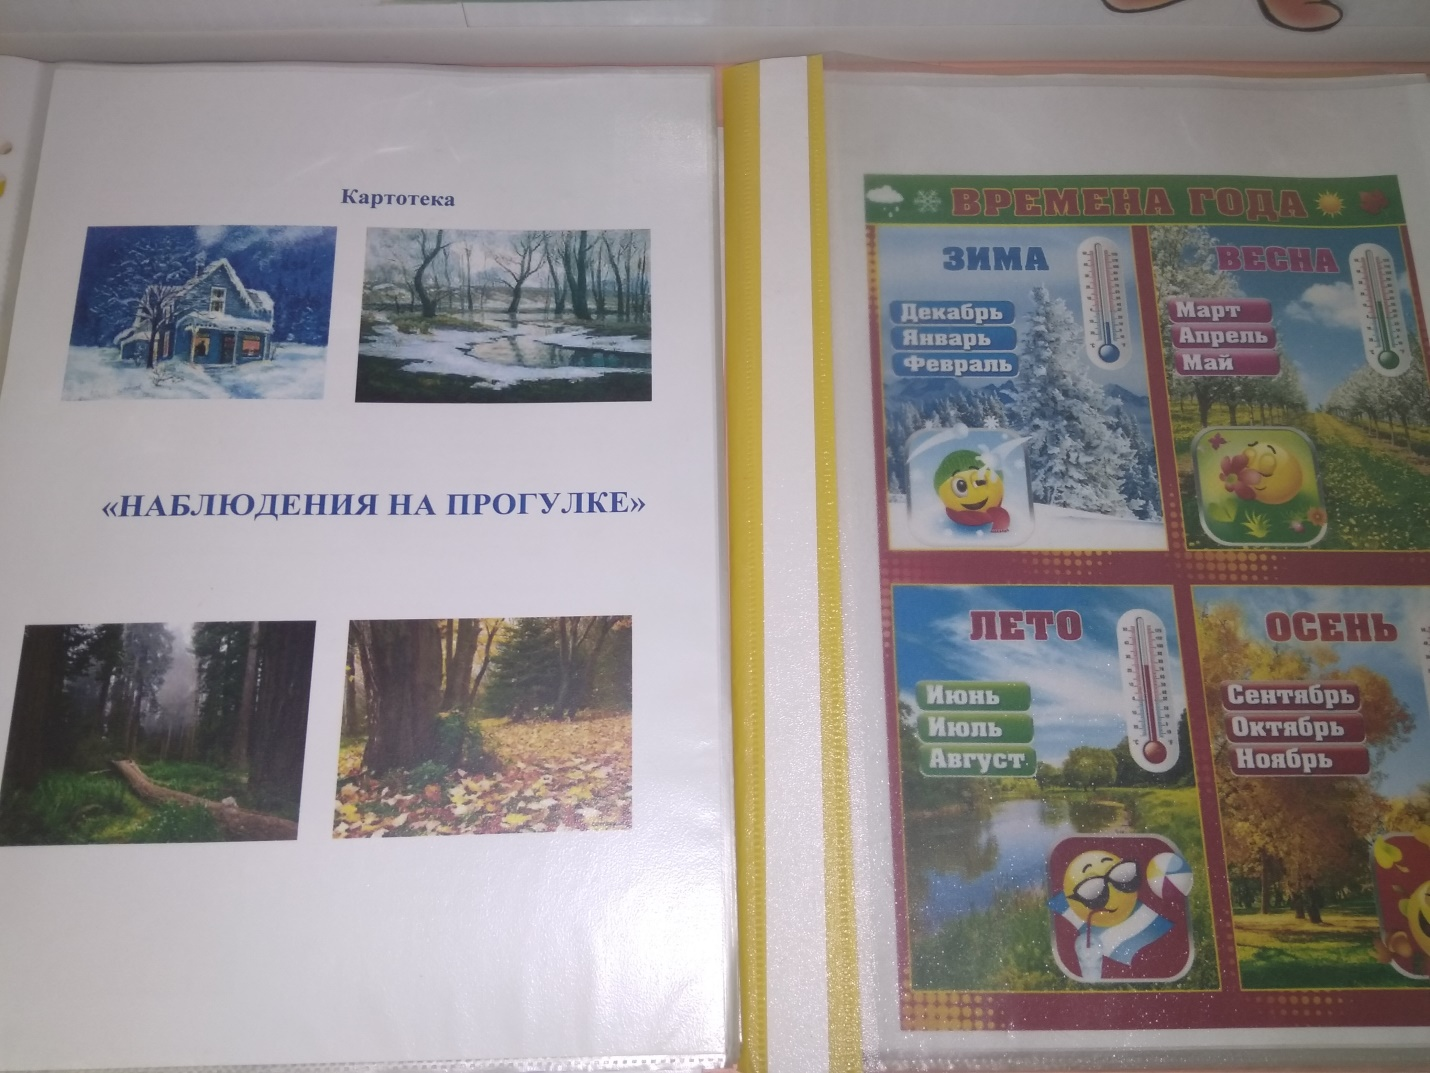 Картотека
«НАБЛЮДЕНИЯ НА ПРОГУЛКЕ»
ВРЕМЕНА ГОДА
ЗИМА
Декабрь
Январь
Февраль
ВЕСНА
Март
Апрель
Май
ЛЕТО
Июнь
Июль
Август
ОСЕНЬ
Сентябрь
Октябрь
Ноябрь